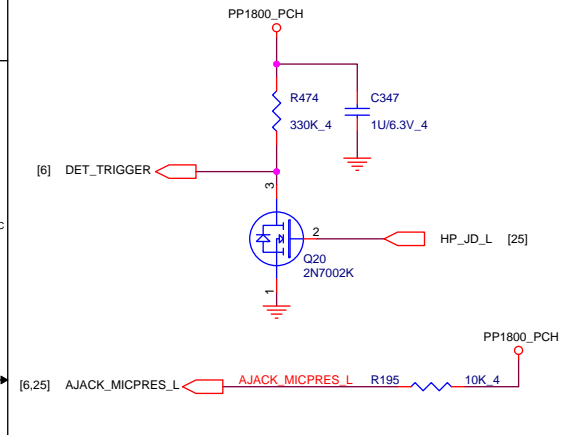 PP1800_PCH
R474
C347
330K_4
1U/6.3V_4
[6] DET_TRIGGER
3
C
2
HP_JD_L [25]
Q20
2N7002K
1
PP1800_PCH
[6,25] AJACK_MICPRES_L AJACK_MICPRES_L R195 10K_4